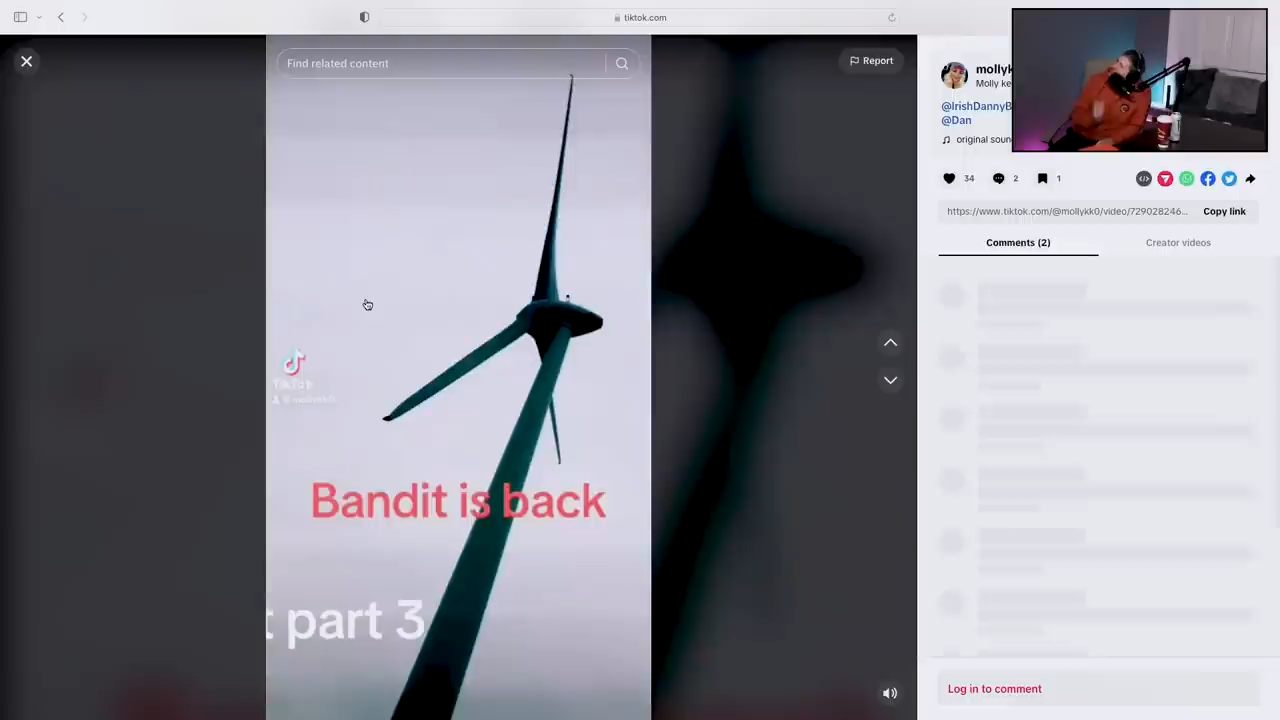 tiktok.com
Find related content
Report
mollyk
Molly ke
@IrishDannyB
@Dan
original soun
34
2
1
https://www.tiktok.com/@mollykk0/video/729028246...
Copy link
Comments (2)
Creator videos
TikTok
Bandit is back
t part 3
Log in to comment